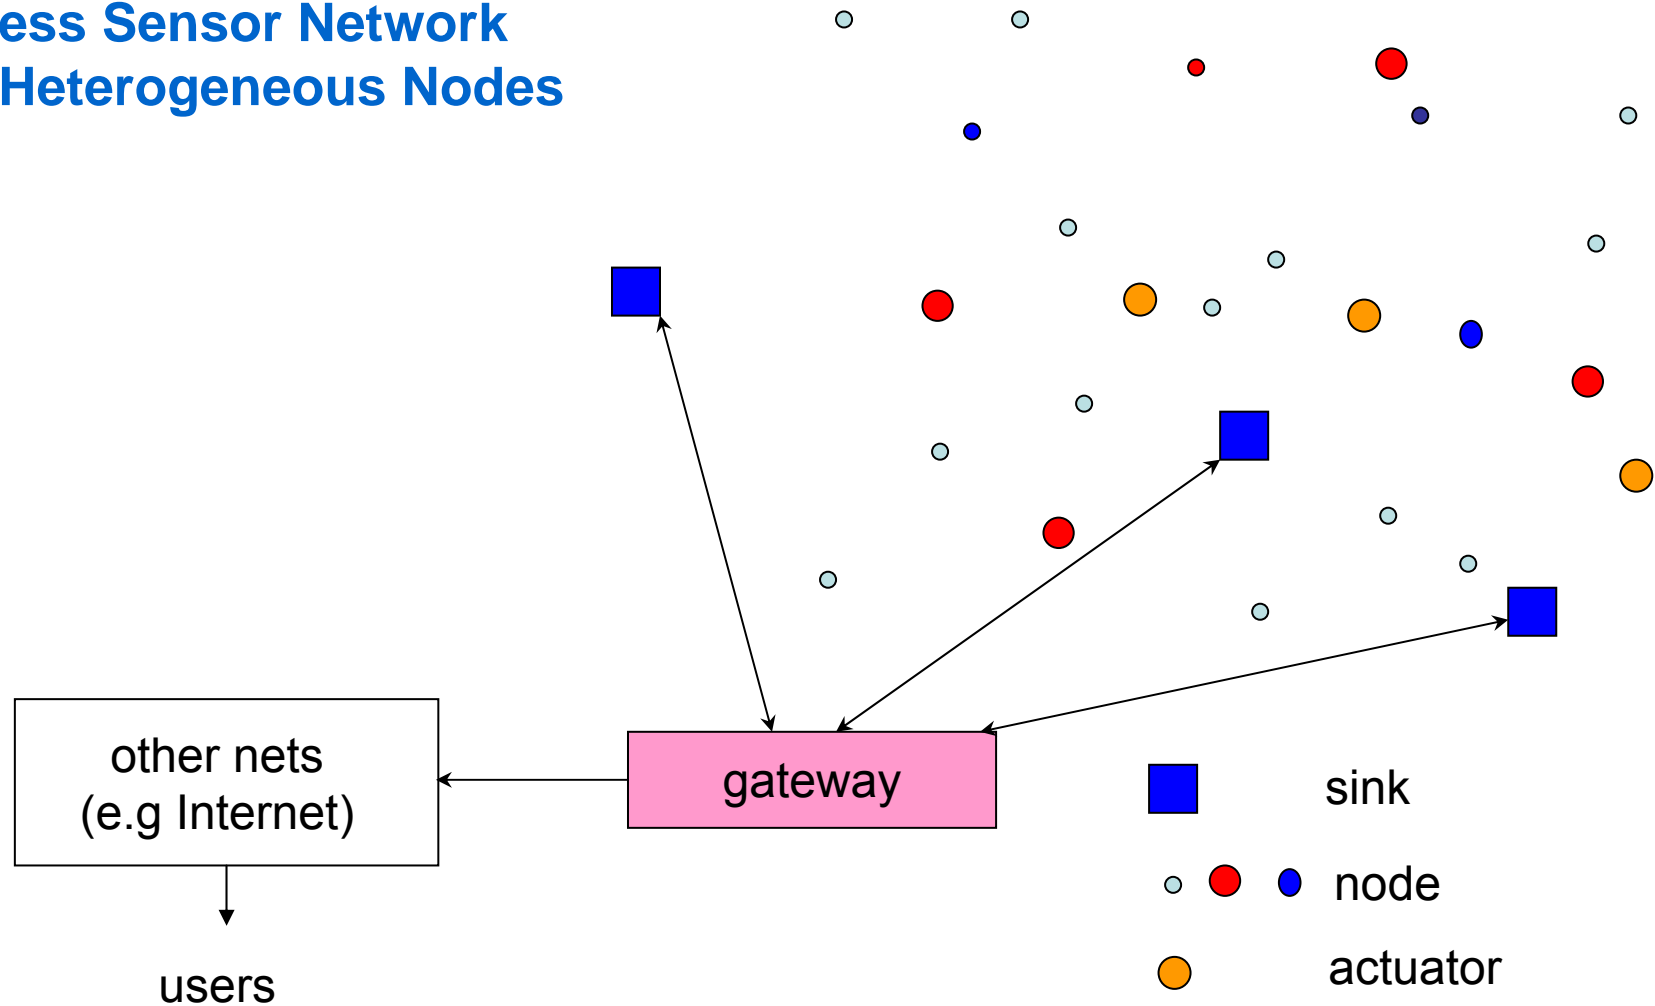 ess Sensor Network
Heterogeneous Nodes
other nets
(e.g Internet)
gateway
users
sink
node
actuator